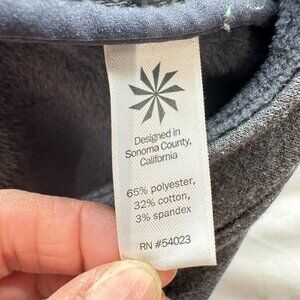 Designed in
Sonoma County,
California
65% polyester,
32% cotton,
3% spandex
RN #54023